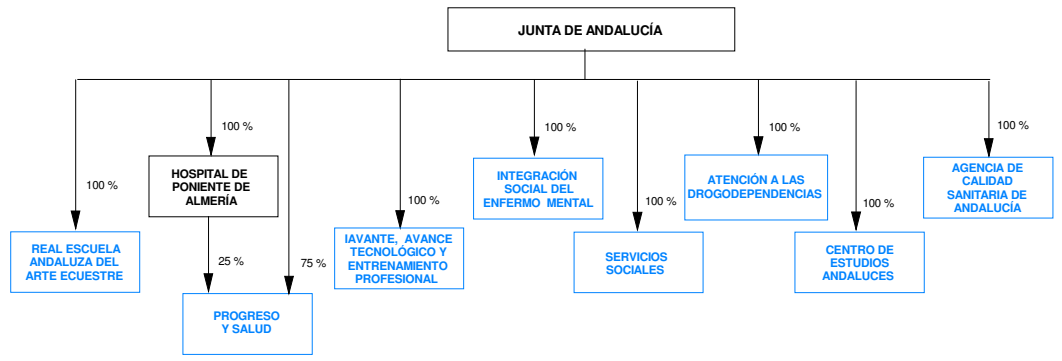 JUNTA DE ANDALUCÍA
100 %
100 %
75 %
100 %
100 %
100 %
100 %
100 %
100 %
HOSPITAL DE
PONIENTE DE
ALMERÍA
25 %
REAL ESCUELA
ANDALUZA DEL
ARTE ECUESTRE
PROGRESO
Y SALUD
IAVANTE, AVANCE
TECNOLÓGICO Y
ENTRENAMIENTO
PROFESIONAL
INTEGRACIÓN
SOCIAL DEL
ENFERMO MENTAL
SERVICIOS
SOCIALES
ATENCIÓN A LAS
DROGODEPENDENCIAS
CENTRO DE
ESTUDIOS
ANDALUCES
AGENCIA DE
CALIDAD
SANITARIA DE
ANDALUCÍA